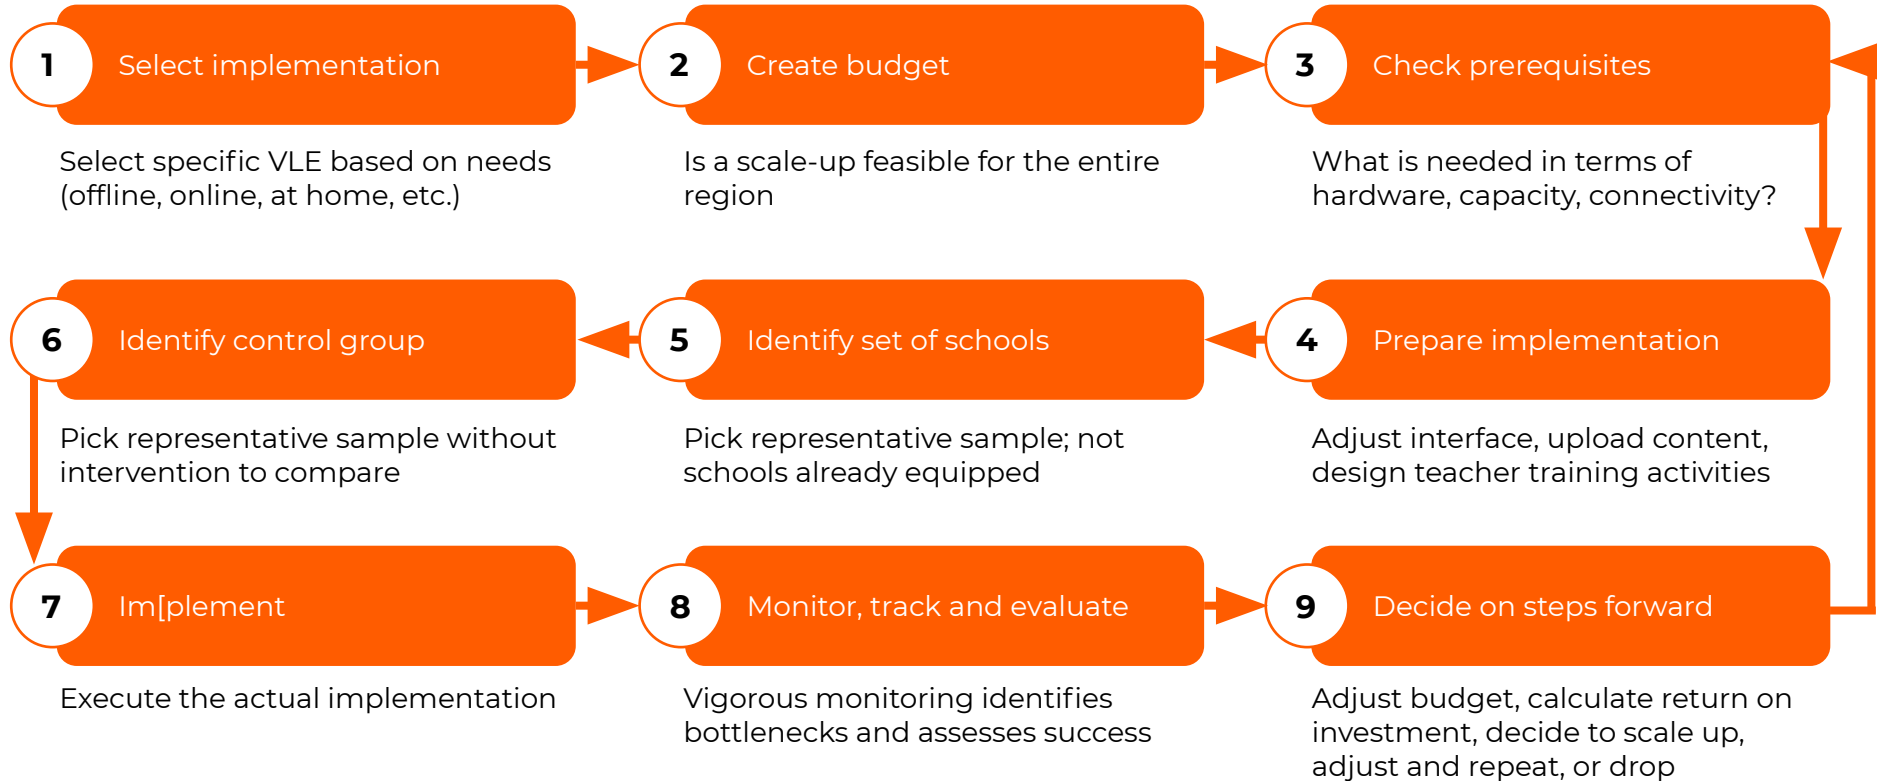 1
Select implementation
Select specific VLE based on needs
(offline, online, at home, etc.)
2
Create budget
Is a scale-up feasible for the entire
region
3
Check prerequisites
What is needed in terms of
hardware, capacity, connectivity?
4
Prepare implementation
Adjust interface, upload content,
design teacher training activities
5
Identify set of schools
Pick representative sample; not
schools already equipped
6
Identify control group
Pick representative sample without
intervention to compare
7
Im[plement
Execute the actual implementation
8
Monitor, track and evaluate
Vigorous monitoring identifies
bottlenecks and assesses success
9
Decide on steps forward
Adjust budget, calculate return on
investment, decide to scale up,
adjust and repeat, or drop